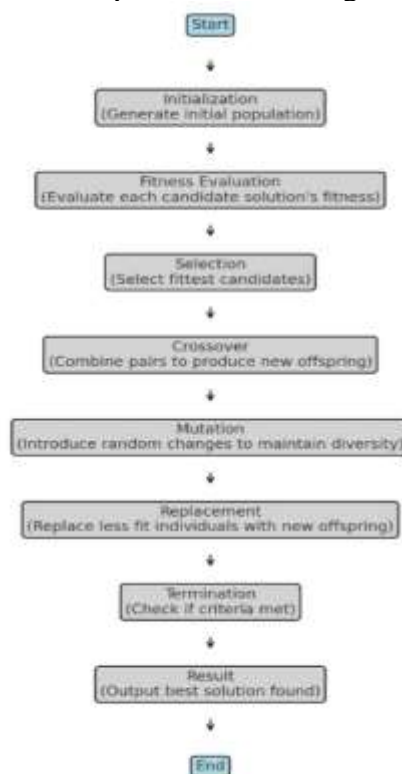 Start
Initialization
(Generate initial population)
Fitness Evaluation
(Evaluate each candidate solution's fitness)
Selection
(Select fittest candidates)
Crossover
(Combine pairs to produce new offspring)
Mutation
(Introduce random changes to maintain diversity)
Replacement
(Replace less fit individuals with new offspring)
Termination
(Check if criteria met)
Result
(Output best solution found)
End